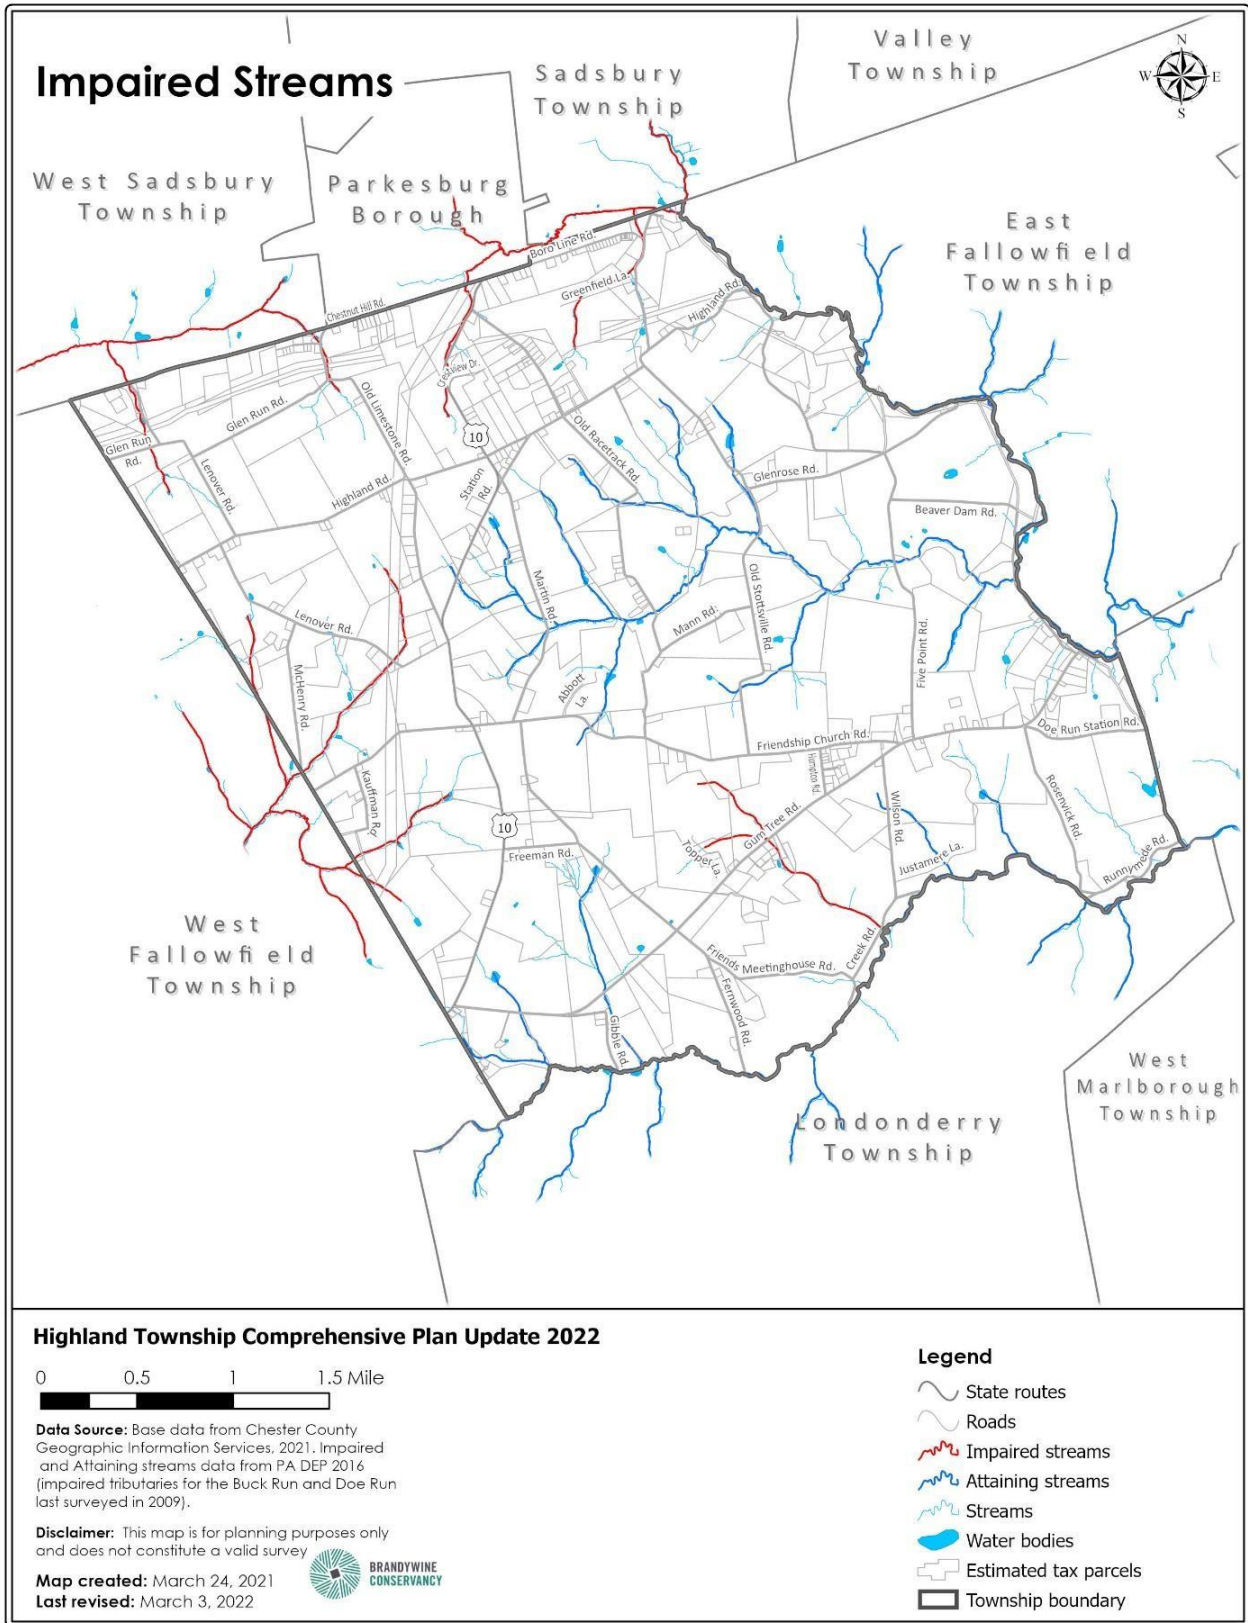 Impaired Streams
Valley
Township
Sadsbury
Township
N
W
E
S
West Sadsbury
Township
Parkesburg
Borough
East
Fallowfield
Township
Boro Line Rd.
Greenfield La.
Chestnut Hill Rd.
Highland Rd.
Crestview Dr.
Glen Run Rd.
Old Limestone Rd.
Glen Run
Rd.
10
Old Racetrack Rd.
Lenover Rd.
Station
Rd.
Highland Rd.
Glenrose Rd.
Beaver Dam Rd.
Martin Rd.
Old Stottsville Rd.
Lenover Rd.
Mann Rd.
Five Point Rd.
McHenry Rd.
Abbott
La.
Doe Run Station Rd.
Friendship Church Rd.
Hampton Rd
Kauffman Rd
Rosenvick Rd.
Wilson Rd.
10
Gum Tree Rd.
Topper La.
Freeman Rd.
Justamere La.
Runnymede Rd.
West
Fallowfield
Township
Friends Meetinghouse Rd.
Creek Rd.
Fernwood Rd.
Gibble Rd.
West
Marlborough
Township
Londonderry
Township
Highland Township Comprehensive Plan Update 2022
0 0.5 1 1.5 Mile
Data Source: Base data from Chester County
Geographic Information Services, 2021. Impaired
and Attaining streams data from PA DEP 2016
(impaired tributaries for the Buck Run and Doe Run
last surveyed in 2009).
Disclaimer: This map is for planning purposes only
and does not constitute a valid survey
Map created: March 24, 2021
Last revised: March 3, 2022
BRANDYWINE
CONSERVANCY
Legend
State routes
Roads
Impaired streams
Attaining streams
Streams
Water bodies
Estimated tax parcels
Township boundary